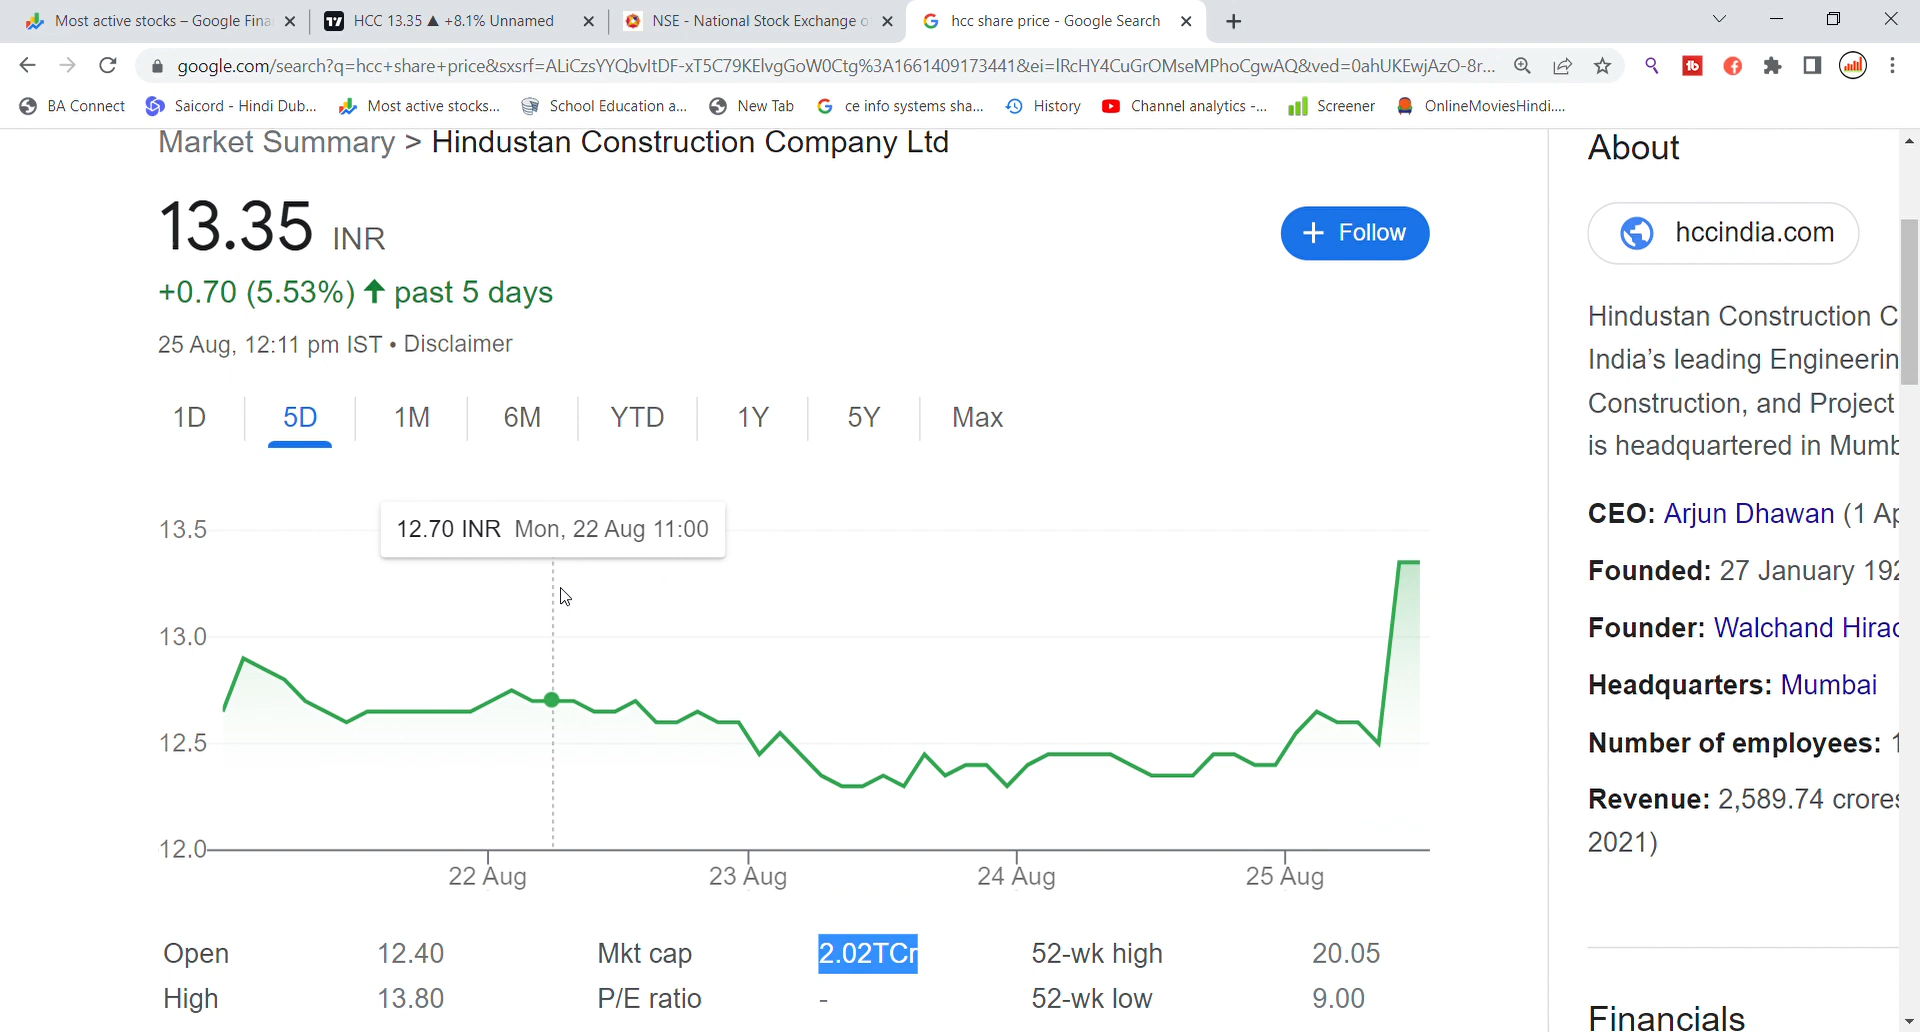 Most active stocks – Google Fina
HCC 13.35 ▲ +8.1% Unnamed
NSE - National Stock Exchange o
hcc share price - Google Search
google.com/search?q=hcc+share+price&sxsrf=ALiCzsYYQbvItDF-xT5C79KElvgGoW0Ctg%3A1661409173441&ei=lRcHY4CuGrOMseMPhoCgwAQ&ved=0ahUKEwjAzO-8r...
BA Connect
Saicord - Hindi Dub...
Most active stocks...
School Education a...
New Tab
ce info systems sha...
History
Channel analytics -...
Screener
OnlineMoviesHindi....
Market Summary > Hindustan Construction Company Ltd
13.35 INR
+ Follow
+0.70 (5.53%) ↑ past 5 days
25 Aug, 12:11 pm IST • Disclaimer
1D 5D 1M 6M YTD 1Y 5Y Max
12.70 INR Mon, 22 Aug 11:00
13.5
13.0
12.5
12.0
22 Aug 23 Aug 24 Aug 25 Aug
Open 12.40 Mkt cap 2.02TCr 52-wk high 20.05
High 13.80 P/E ratio - 52-wk low 9.00
About
hccindia.com
Hindustan Construction C
India's leading Engineerin
Construction, and Project
is headquartered in Mumb
CEO: Arjun Dhawan (1 Ap
Founded: 27 January 192
Founder: Walchand Hirac
Headquarters: Mumbai
Number of employees: 1
Revenue: 2,589.74 crores
2021)
Financials